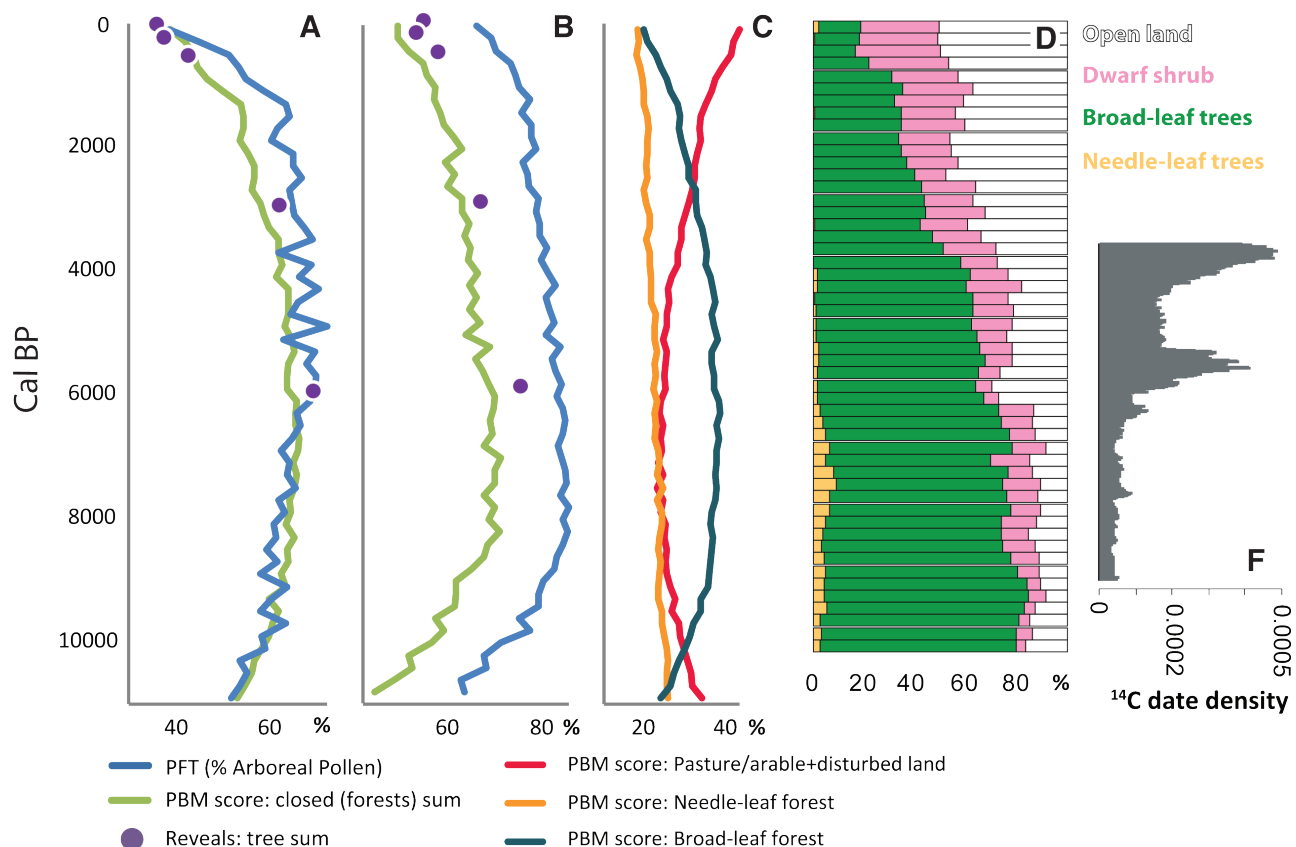 A
B
C
D
F
Cal BP
0
2000
4000
6000
8000
10000
40 60 %
60 80 %
20 40 %
0 20 40 60 80 %
Open land
Dwarf shrub
Broad-leaf trees
Needle-leaf trees
0 0.0002 0.0005
¹⁴C date density
PFT (% Arboreal Pollen)
PBM score: closed (forests) sum
Reveals: tree sum
PBM score: Pasture/arable+disturbed land
PBM score: Needle-leaf forest
PBM score: Broad-leaf forest